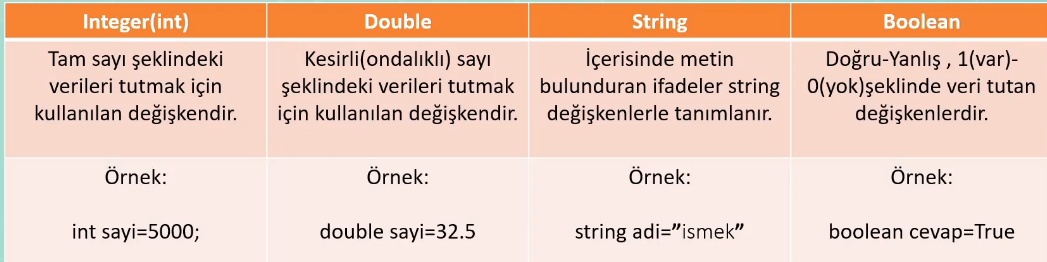 Integer(int)
Double
String
Boolean
Tam sayı şeklindeki
verileri tutmak için
kullanılan değişkendir.
Kesirli(ondalıklı) sayı
şeklindeki verileri tutmak
için kullanılan değişkendir.
İçerisinde metin
bulunduran ifadeler string
değişkenlerle tanımlanır.
Doğru-Yanlış , 1(var)-
0(yok)şeklinde veri tutan
değişkenlerdir.
Örnek:
int sayi=5000;
Örnek:
double sayi=32.5
Örnek:
string adi=”ismek”
Örnek:
boolean cevap=True